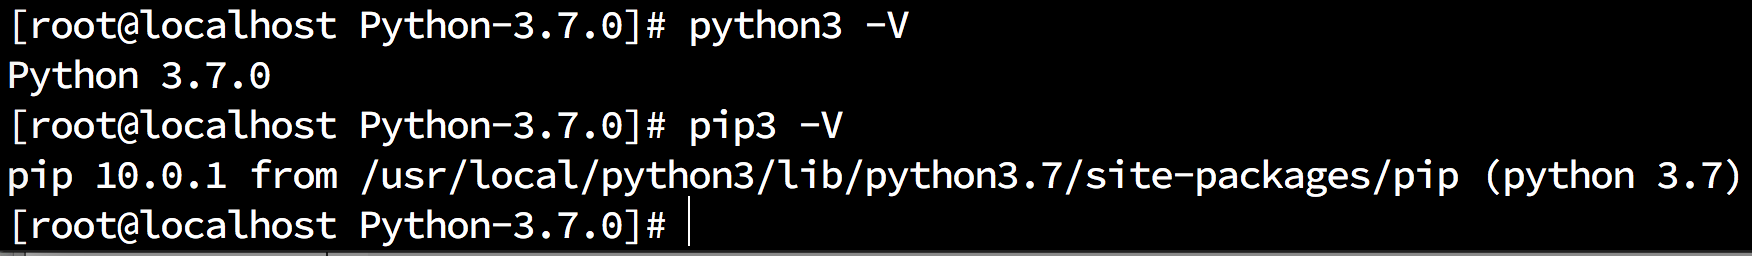 [root@localhost Python-3.7.0]# python3 -V
Python 3.7.0
[root@localhost Python-3.7.0]# pip3 -V
pip 10.0.1 from /usr/local/python3/lib/python3.7/site-packages/pip (python 3.7)
[root@localhost Python-3.7.0]#